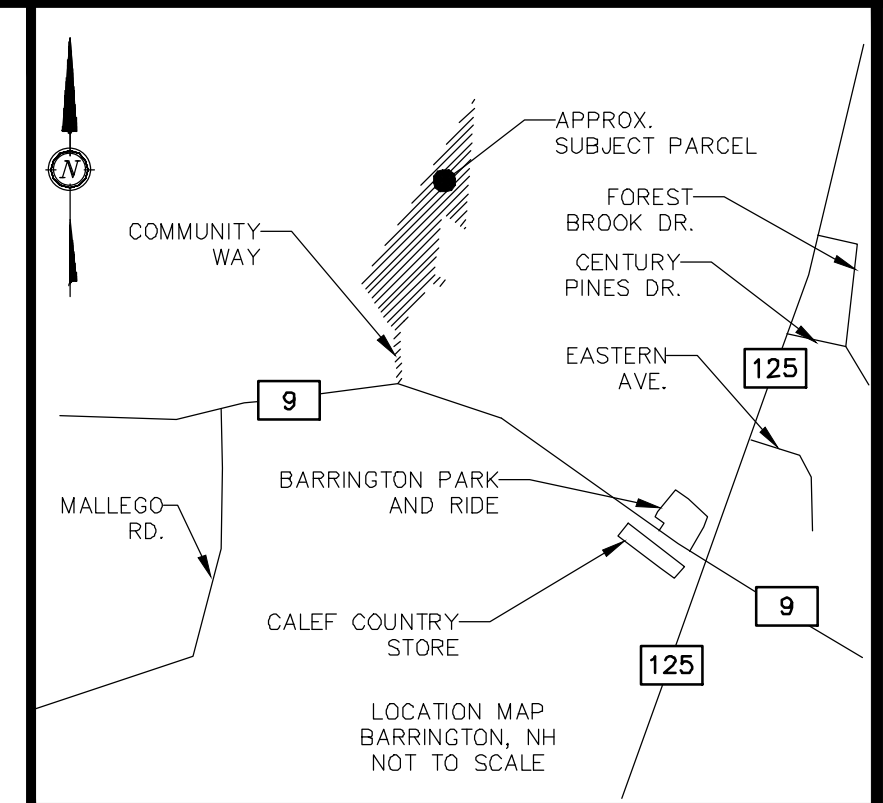 N
APPROX.
SUBJECT PARCEL
FOREST
BROOK DR.
COMMUNITY
WAY
CENTURY
PINES DR.
EASTERN
AVE.
125
9
BARRINGTON PARK
AND RIDE
MALLEGO
RD.
9
CALEF COUNTRY
STORE
125
LOCATION MAP
BARRINGTON, NH
NOT TO SCALE